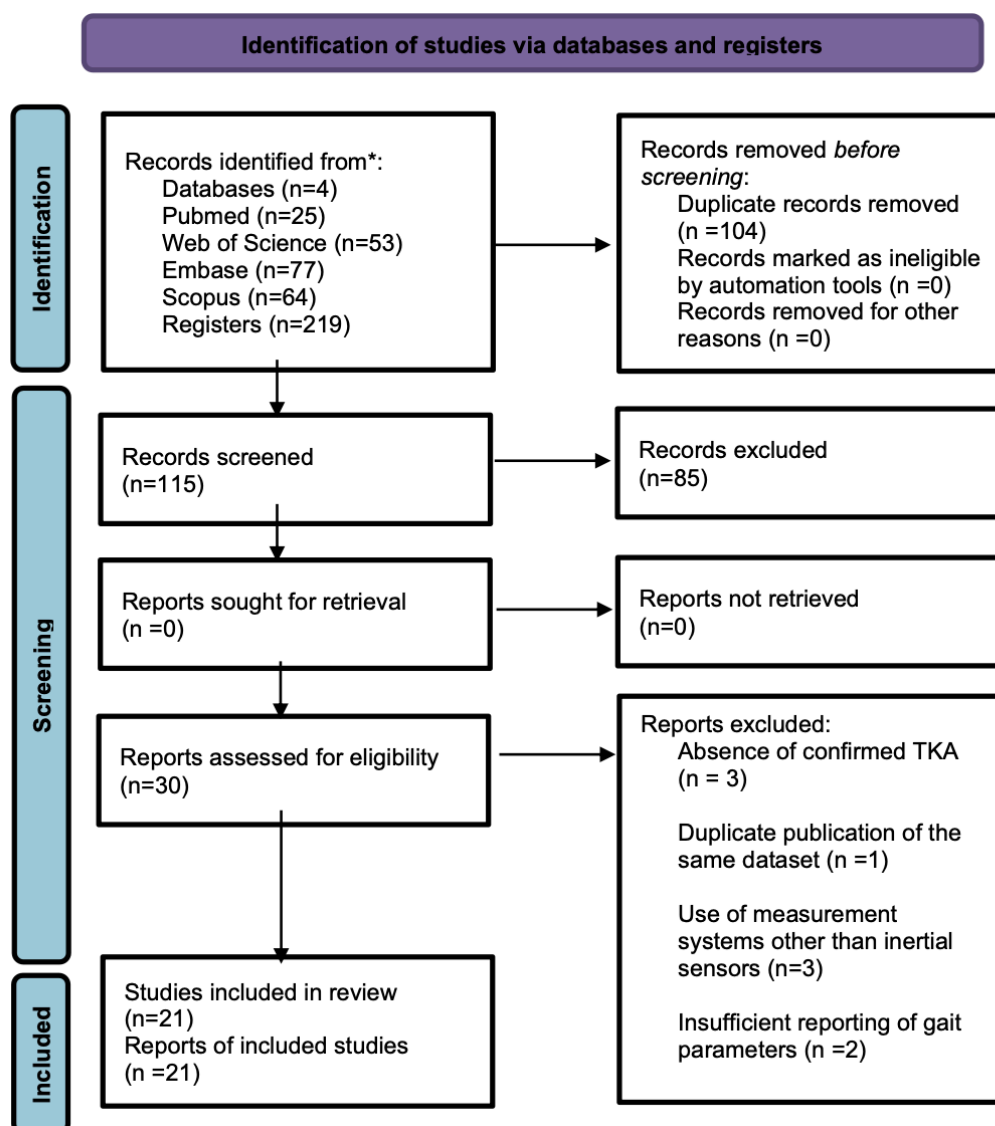 Identification of studies via databases and registers
Identification
Records identified from*:
Databases (n=4)
Pubmed (n=25)
Web of Science (n=53)
Embase (n=77)
Scopus (n=64)
Registers (n=219)
Records removed before
screening:
Duplicate records removed
(n =104)
Records marked as ineligible
by automation tools (n =0)
Records removed for other
reasons (n =0)
Screening
Records screened
(n=115)
Records excluded
(n=85)
Reports sought for retrieval
(n =0)
Reports not retrieved
(n=0)
Reports assessed for eligibility
(n=30)
Reports excluded:
Absence of confirmed TKA
(n = 3)
Duplicate publication of the
same dataset (n =1)
Use of measurement
systems other than inertial
sensors (n=3)
Insufficient reporting of gait
parameters (n =2)
Included
Studies included in review
(n=21)
Reports of included studies
(n =21)